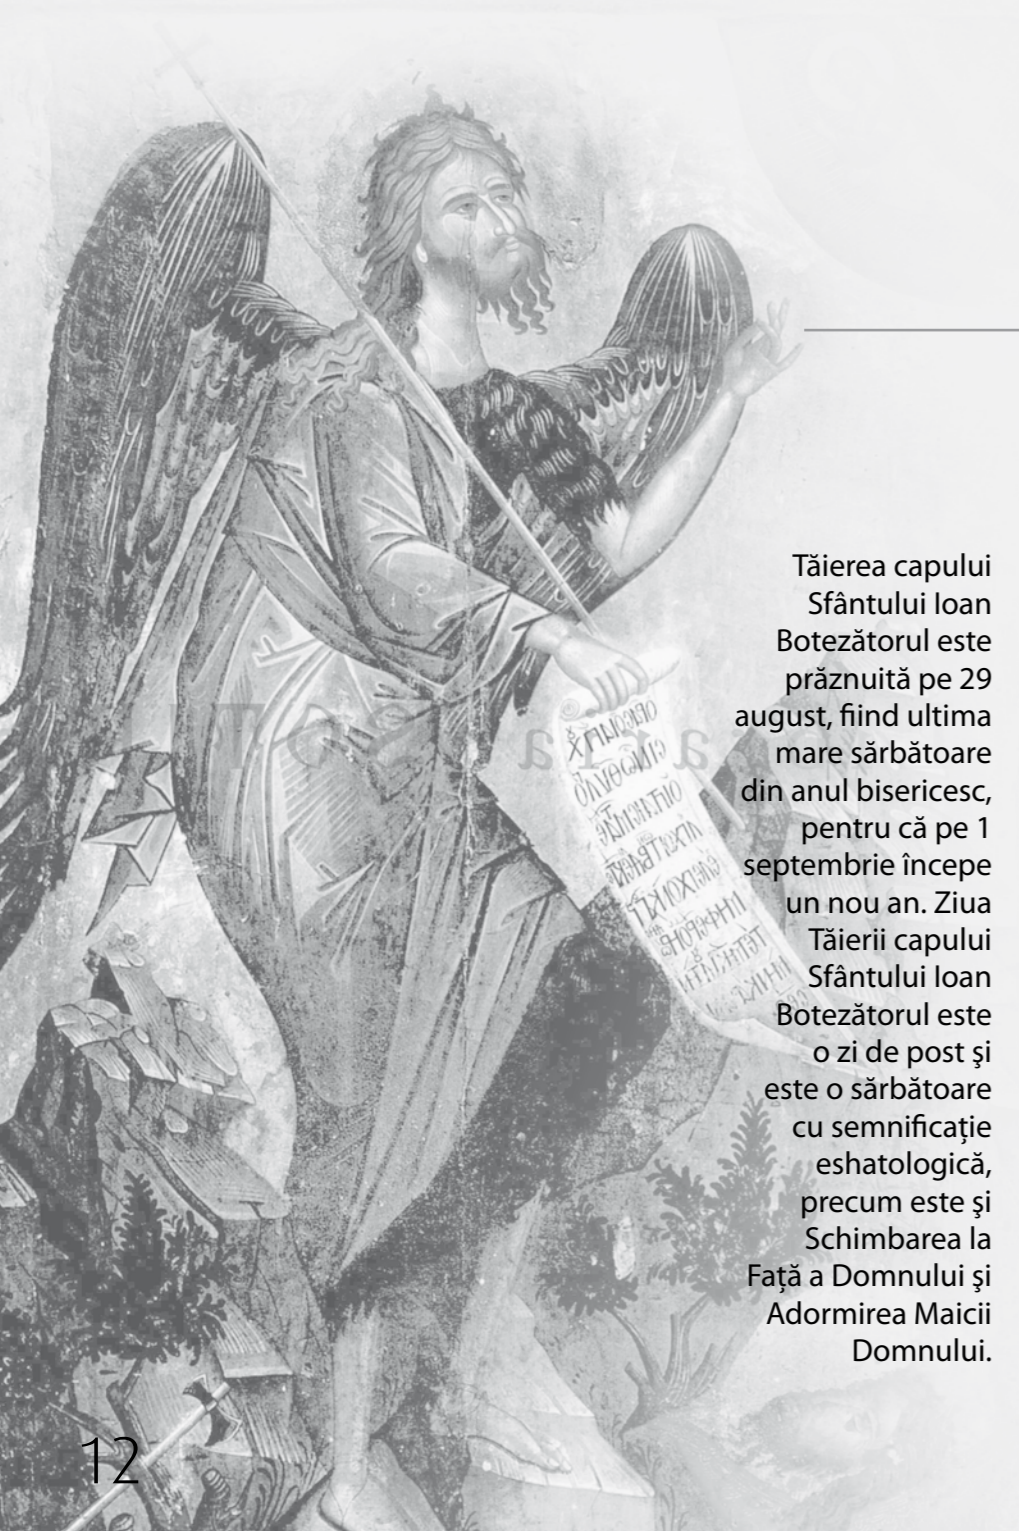 Tăierea capului
Sfântului Ioan
Botezătorul este
prăznuită pe 29
august, fiind ultima
mare sărbătoare
din anul bisericesc,
pentru că pe 1
septembrie începe
un nou an. Ziua
Tăierii capului
Sfântului Ioan
Botezătorul este
o zi de post şi
este o sărbătoare
cu semnificaţie
eshatologică,
precum este şi
Schimbarea la
Faţă a Domnului şi
Adormirea Maicii
Domnului.
12